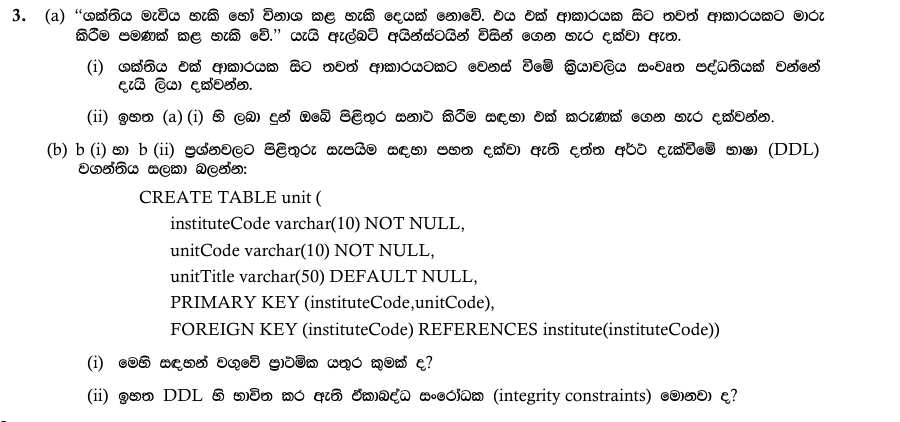 3. (a) “ශක්තිය මැවිය හැකි හෝ විනාශ කළ හැකි දෙයක් නොවේ. එය එක් ආකාරයක සිට තවත් ආකාරයකට මාරු
කිරීම පමණක් කළ හැකි වේ.” යැයි ඇල්බට් අයින්ස්ටයින් විසින් ගෙන හැර දක්වා ඇත.
(i) ශක්තිය එක් ආකාරයක සිට තවත් ආකාරයටකට වෙනස් වීමේ ක්‍රියාවලිය සංවෘත පද්ධතියක් වන්නේ
දැයි ලියා දක්වන්න.
(ii) ඉහත (a) (i) හි ලබා දුන් ඔබේ පිළිතුර සනාථ කිරීම සඳහා එක් කරුණක් ගෙන හැර දක්වන්න.
(b) b (i) හා b (ii) ප්‍රශ්නවලට පිළිතුරු සැපයීම සඳහා පහත දක්වා ඇති දත්ත අර්ථ දැක්වීමේ භාෂා (DDL)
වගන්තිය සලකා බලන්න:
CREATE TABLE unit (
instituteCode varchar(10) NOT NULL,
unitCode varchar(10) NOT NULL,
unitTitle varchar(50) DEFAULT NULL,
PRIMARY KEY (instituteCode,unitCode),
FOREIGN KEY (instituteCode) REFERENCES institute(instituteCode))
(i) මෙහි සඳහන් වගුවේ ප්‍රාථමික යතුර කුමක් ද?
(ii) ඉහත DDL හි භාවිත කර ඇති ඒකාබද්ධ සංරෝධක (integrity constraints) මොනවා ද?